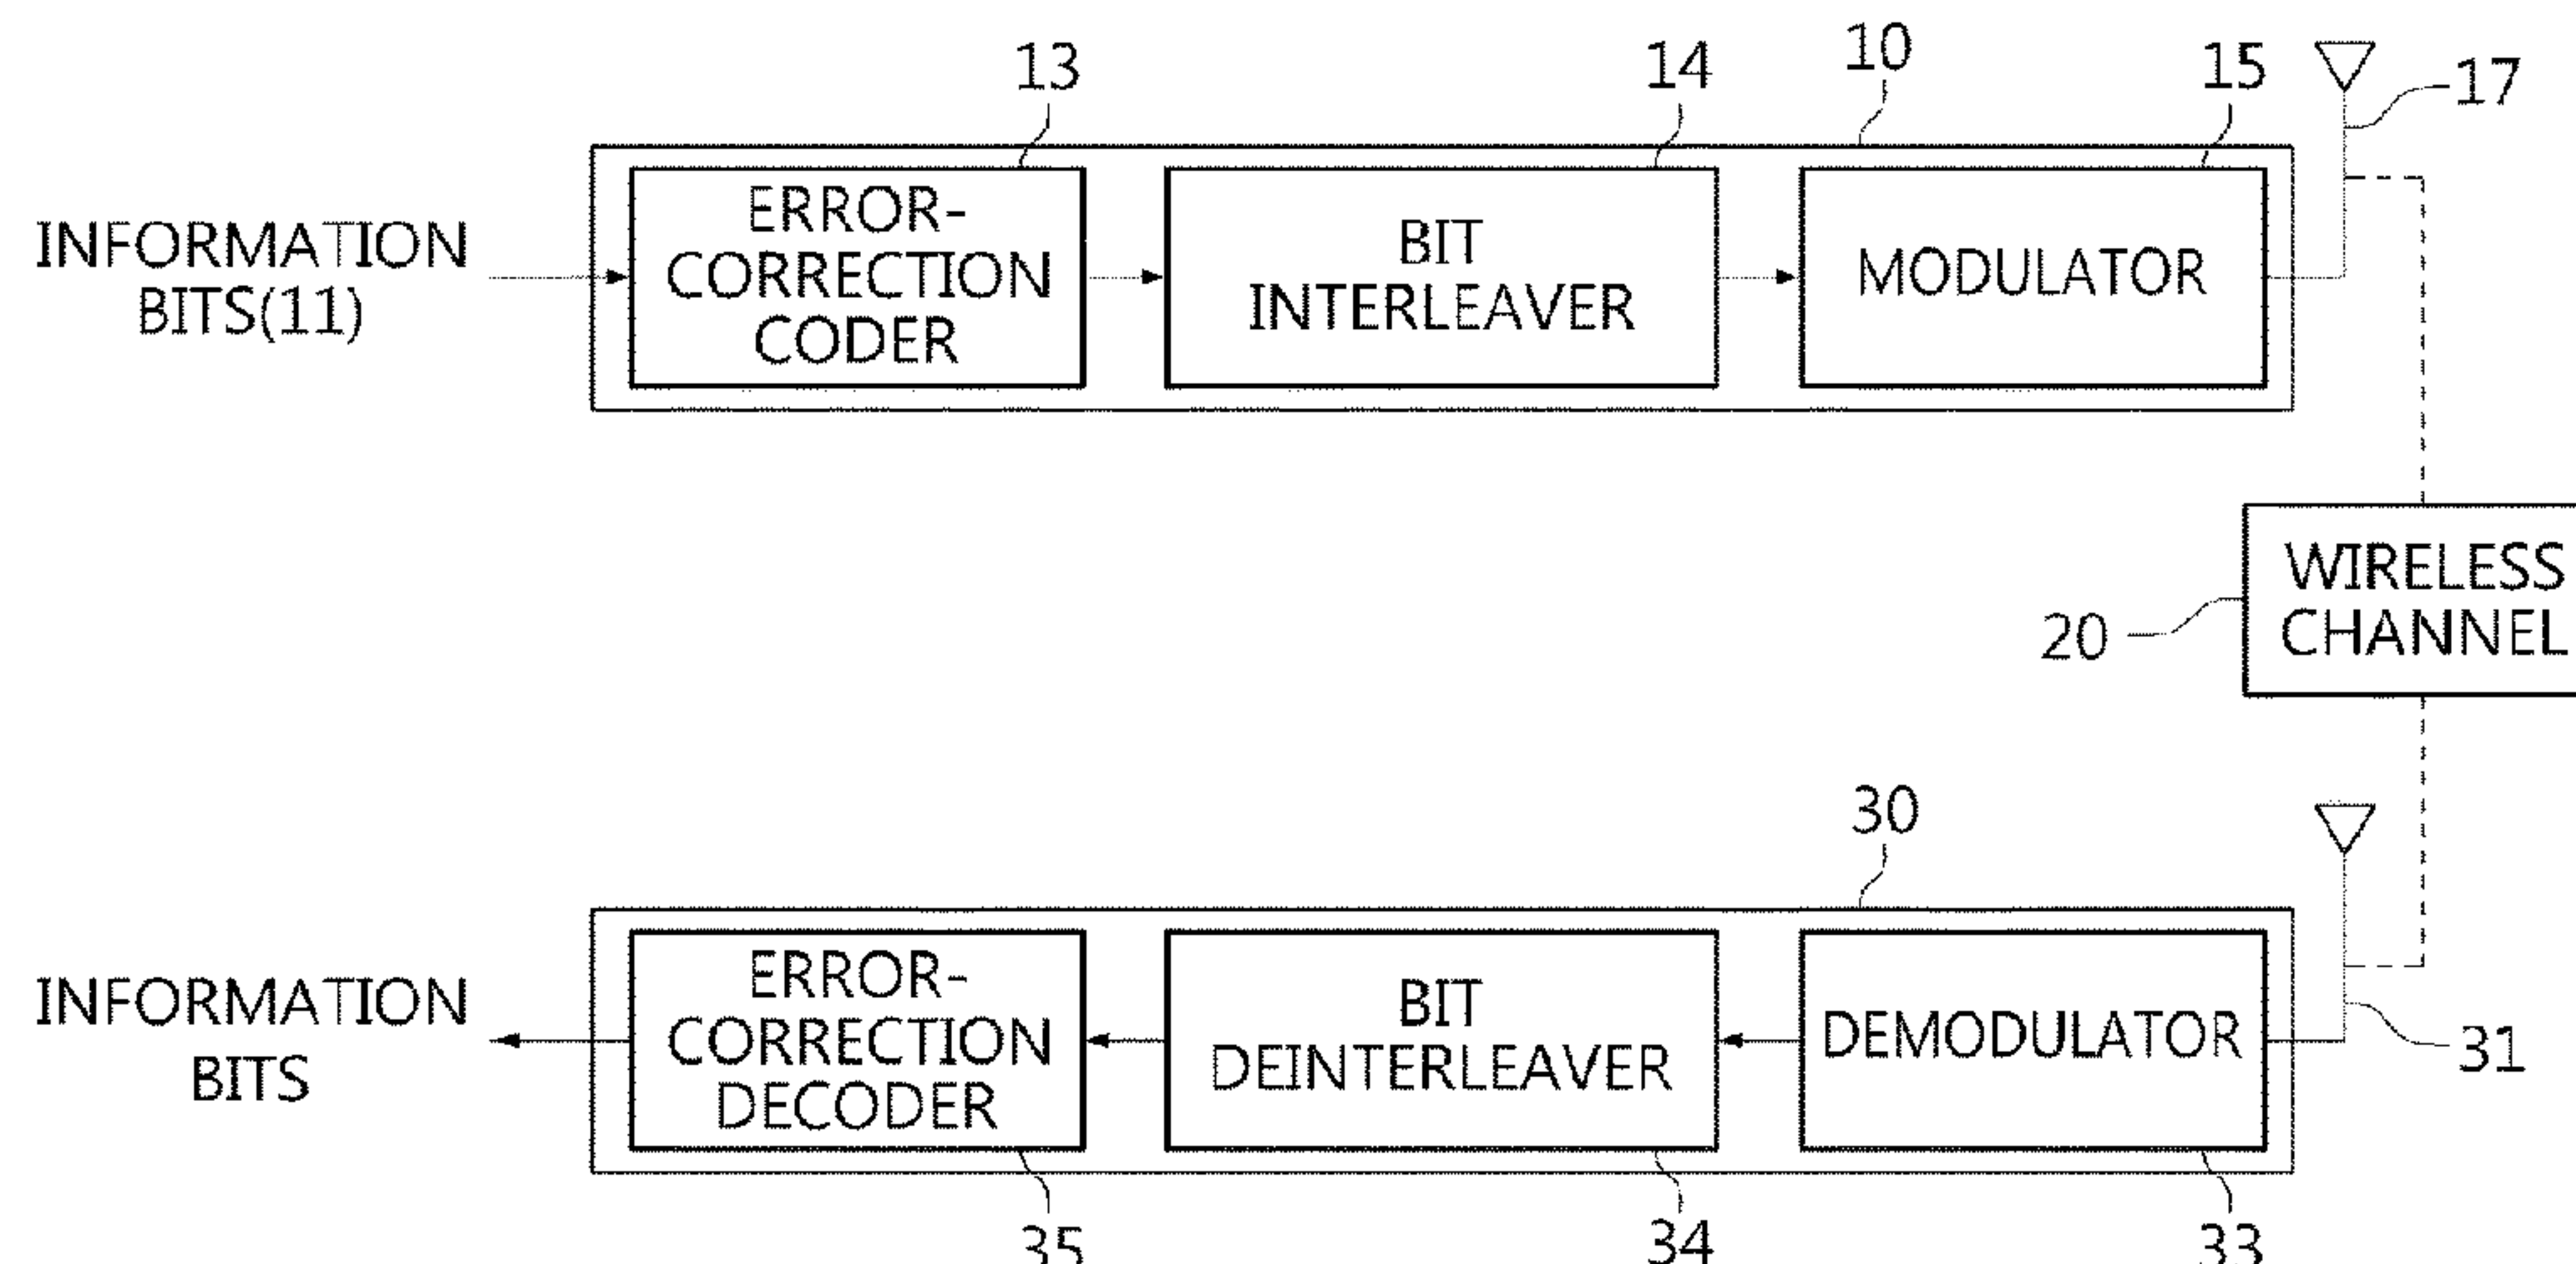 13
14
10
15
17
INFORMATION
BITS(11)
ERROR-
CORRECTION
CODER
BIT
INTERLEAVER
MODULATOR
WIRELESS
CHANNEL
20
30
INFORMATION
BITS
ERROR-
CORRECTION
DECODER
BIT
DEINTERLEAVER
DEMODULATOR
31
35
34
33